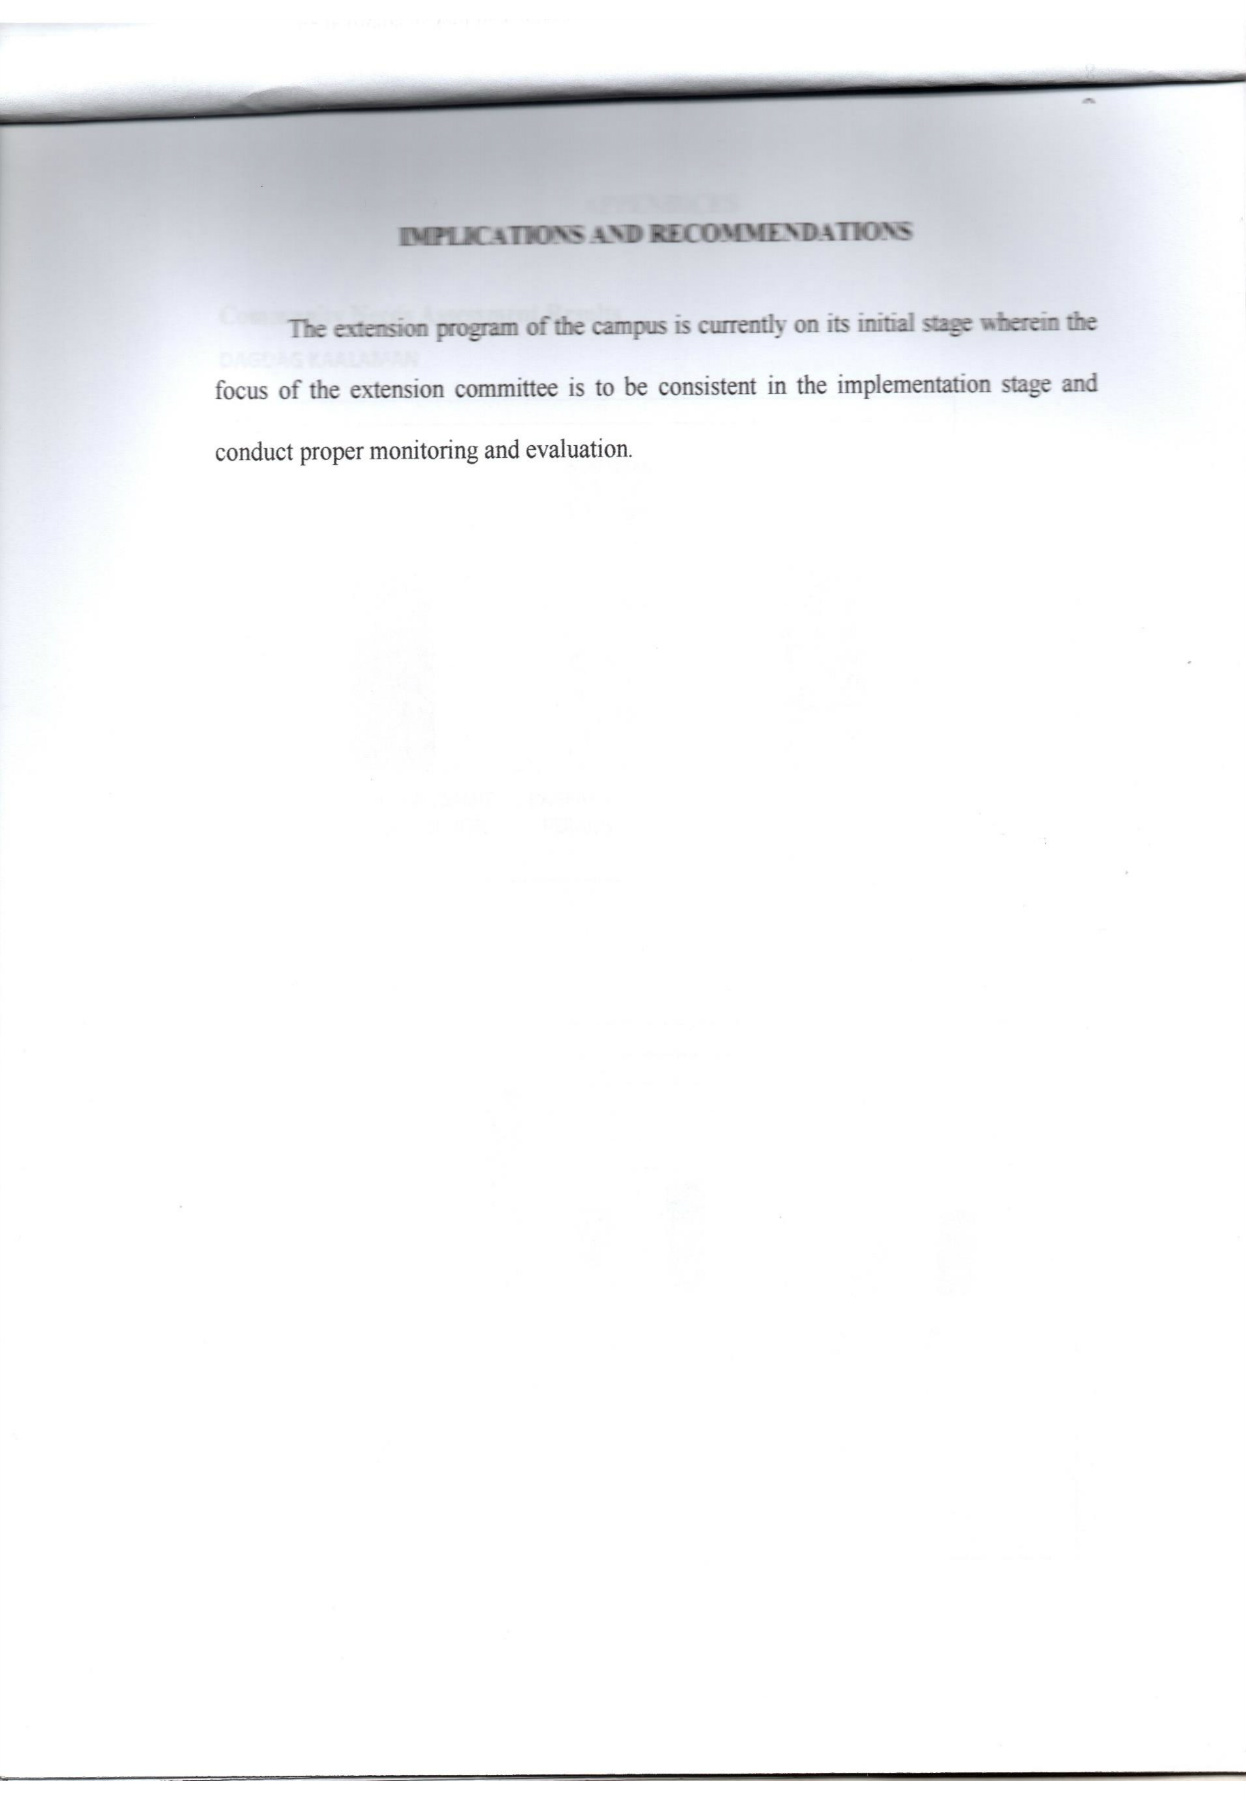 IMPLICATIONS AND RECOMMENDATIONS
The extension program of the campus is currently on its initial stage wherein the
focus of the extension committee is to be consistent in the implementation stage and
conduct proper monitoring and evaluation.